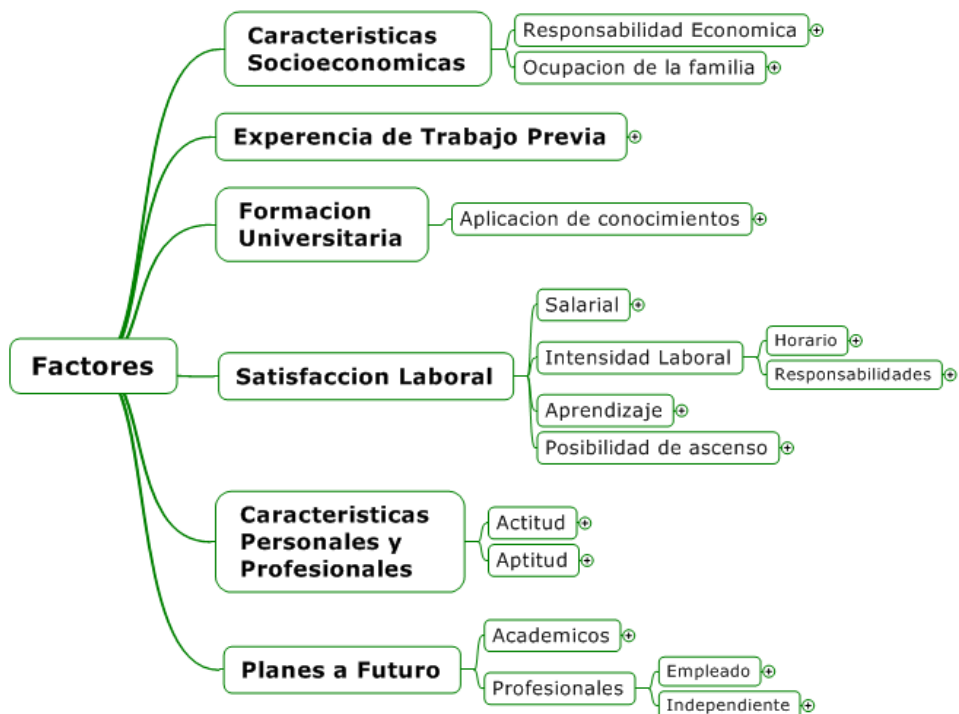 Caracteristicas
Socioeconomicas
Responsabilidad Economica
Ocupacion de la familia
Experencia de Trabajo Previa
Formacion
Universitaria
Aplicacion de conocimientos
Factores
Satisfaccion Laboral
Salarial
Intensidad Laboral
Horario
Responsabilidades
Aprendizaje
Posibilidad de ascenso
Caracteristicas
Personales y
Profesionales
Actitud
Aptitud
Planes a Futuro
Academicos
Profesionales
Empleado
Independiente